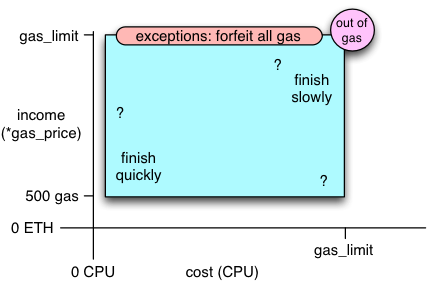 out of
gas
gas_limit
exceptions: forfeit all gas
?
finish
slowly
income
(*gas_price)
?
finish
quickly
?
500 gas
0 ETH
gas_limit
0 CPU
cost (CPU)